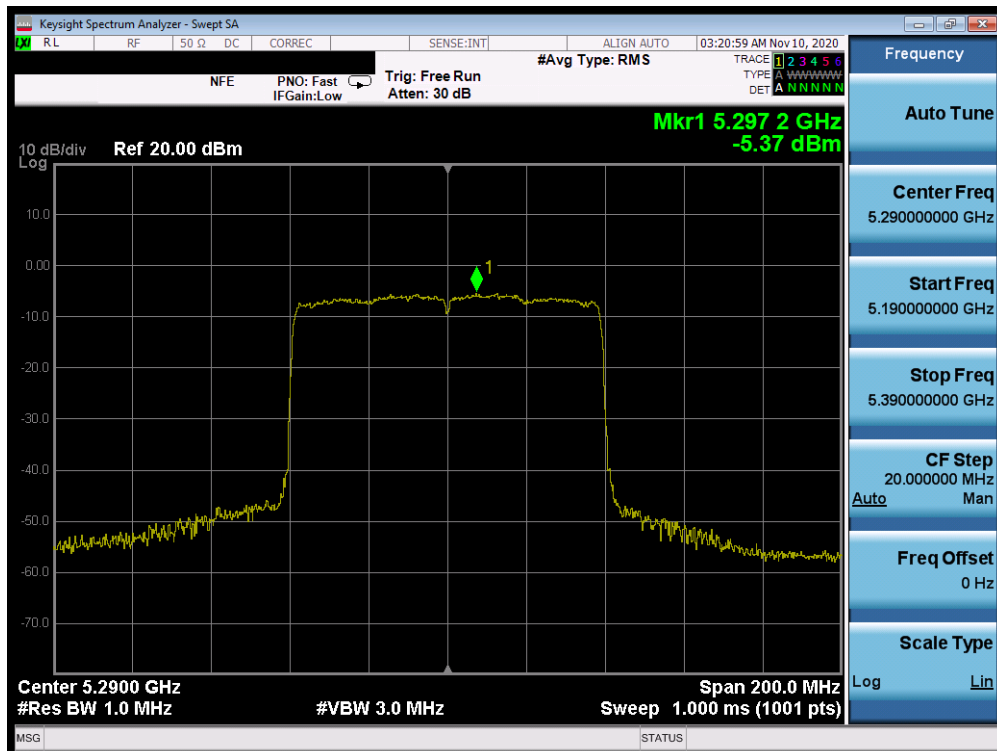 Keysight Spectrum Analyzer - Swept SA
LXI RL RF 50 Ω DC CORREC SENSE:INT ALIGN AUTO 03:20:59 AM Nov 10, 2020
#Avg Type: RMS
TRACE 1 2 3 4 5 6
TYPE A WWWWW
DET A N N N N N
NFE
PNO: Fast
IFGain:Low
Trig: Free Run
Atten: 30 dB
Mkr1 5.297 2 GHz
-5.37 dBm
10 dB/div
Log
Ref 20.00 dBm
10.0
0.00
-10.0
-20.0
-30.0
-40.0
-50.0
-60.0
-70.0
1
Center 5.2900 GHz
Span 200.0 MHz
#Res BW 1.0 MHz
#VBW 3.0 MHz
Sweep 1.000 ms (1001 pts)
MSG
STATUS
Frequency
Auto Tune
Center Freq
5.290000000 GHz
Start Freq
5.190000000 GHz
Stop Freq
5.390000000 GHz
CF Step
20.000000 MHz
Auto Man
Freq Offset
0 Hz
Scale Type
Log Lin